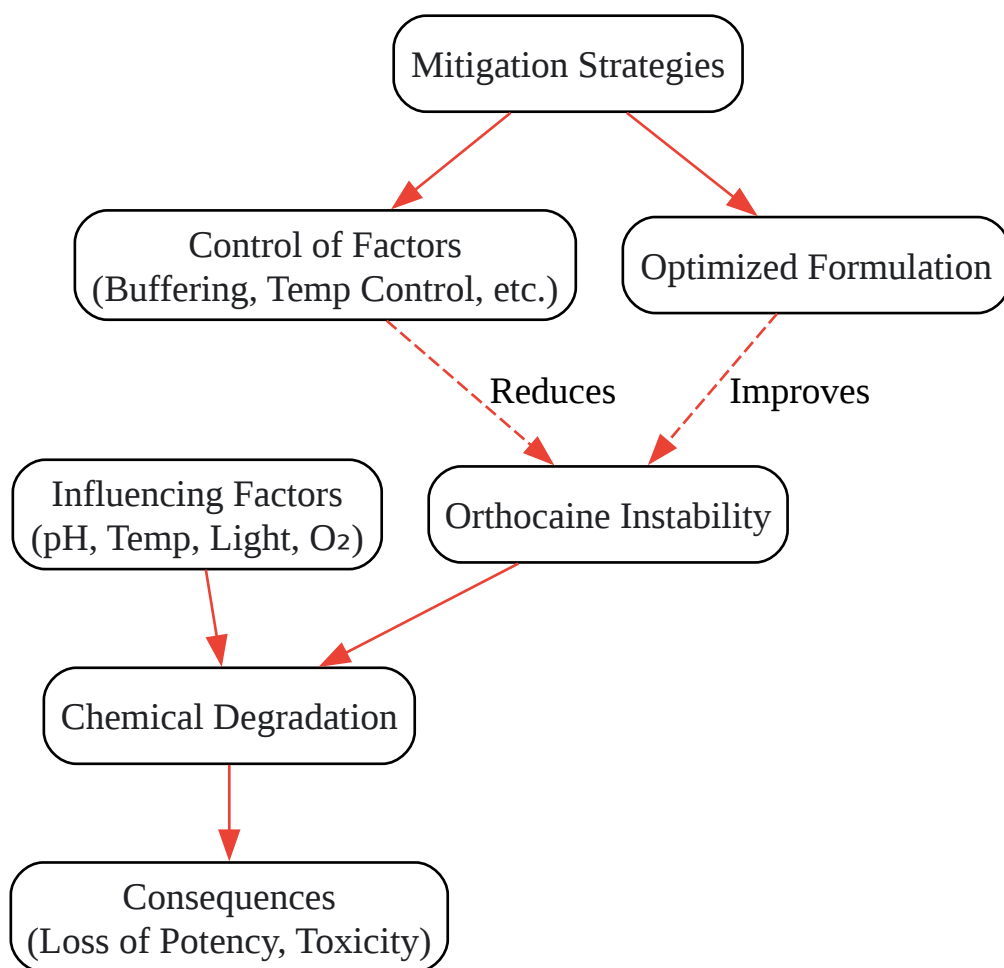 Mitigation Strategies
Control of Factors
(Buffering, Temp Control, etc.)
Optimized Formulation
Reduces
Improves
Influencing Factors
(pH, Temp, Light, O₂)
Orthocaine Instability
Chemical Degradation
Consequences
(Loss of Potency, Toxicity)